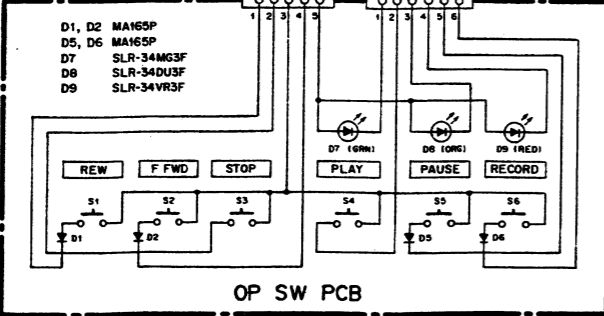 1 2 3 4 5 1 2 3 4 5 6
D1, D2 MA165P
D5, D6 MA165P
D7 SLR-34MG3F
D8 SLR-34DU3F
D9 SLR-34VR3F
D7 (GRN) D8 (ORG) D9 (RED)
REW F FWD STOP PLAY PAUSE RECORD
S1 S2 S3 S4 S5 S6
D1 D2 D5 D6
OP SW PCB